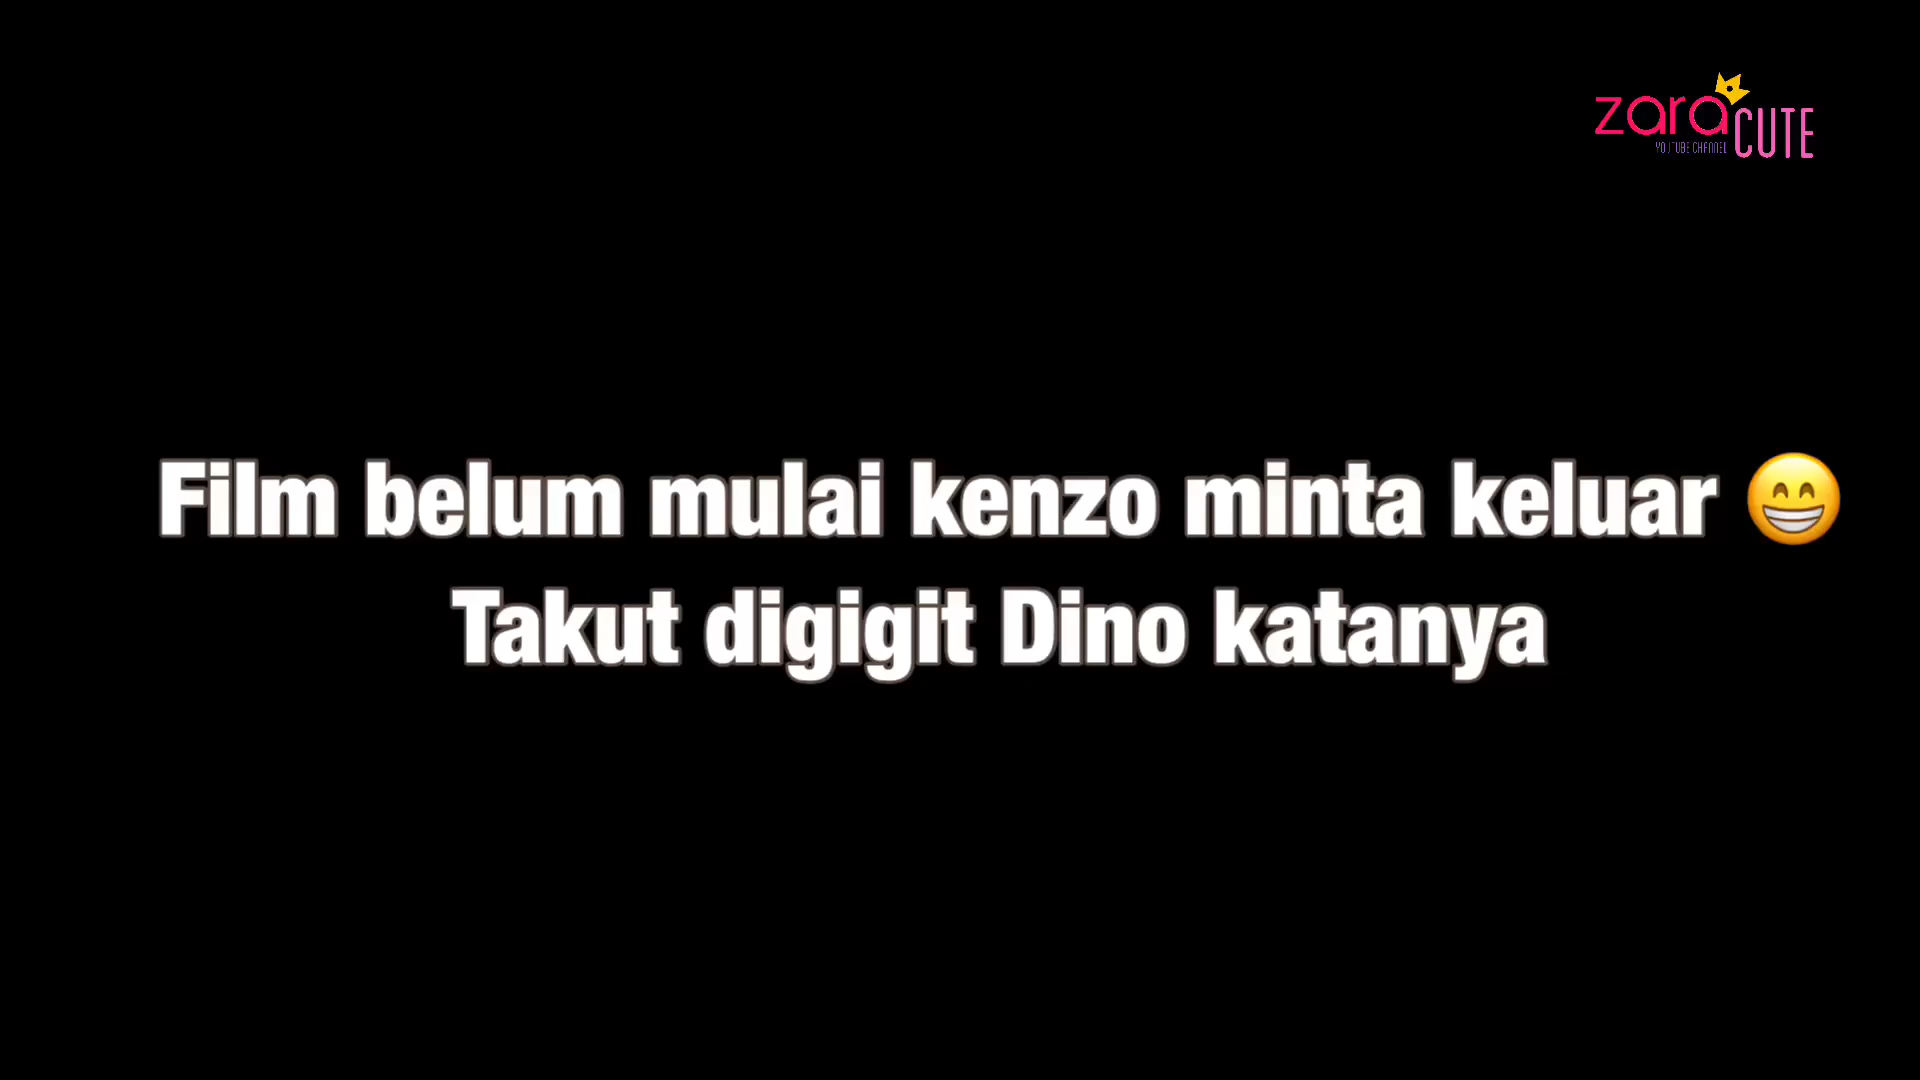 zara CUTE
YOUTUBE CHANNEL
Film belum mulai kenzo minta keluar 😁
Takut digigit Dino katanya